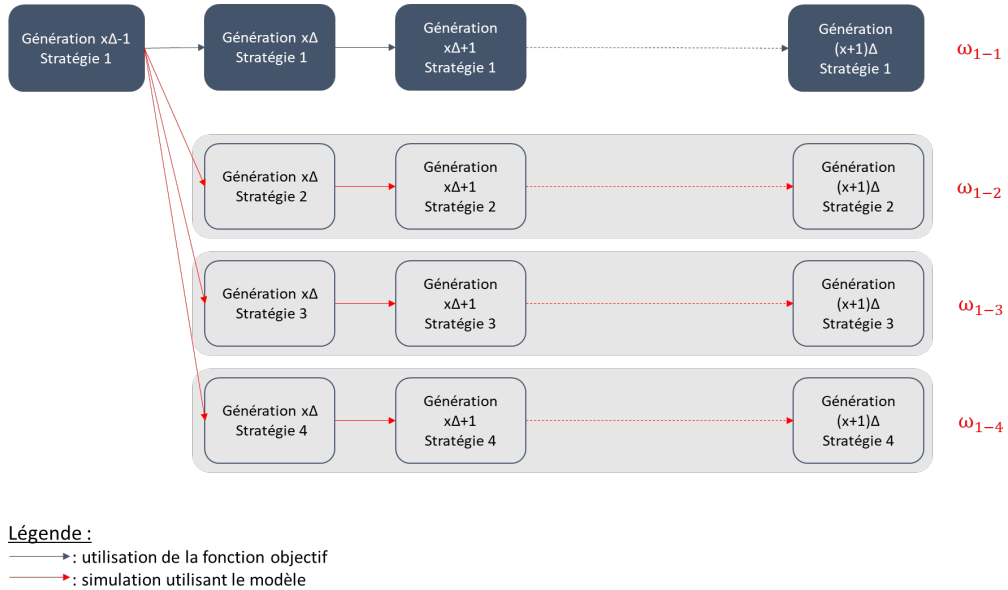 Génération xΔ-1
Stratégie 1
Génération xΔ
Stratégie 1
Génération
xΔ+1
Stratégie 1
Génération
(x+1)Δ
Stratégie 1
ω1−1
Génération xΔ
Stratégie 2
Génération
xΔ+1
Stratégie 2
Génération
(x+1)Δ
Stratégie 2
ω1−2
Génération xΔ
Stratégie 3
Génération
xΔ+1
Stratégie 3
Génération
(x+1)Δ
Stratégie 3
ω1−3
Génération xΔ
Stratégie 4
Génération
xΔ+1
Stratégie 4
Génération
(x+1)Δ
Stratégie 4
ω1−4
Légende :
: utilisation de la fonction objectif
: simulation utilisant le modèle